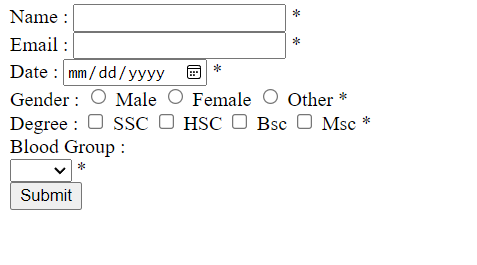 Name : *
Email : *
Date : mm/dd/yyyy *
Gender : Male Female Other *
Degree : SSC HSC Bsc Msc *
Blood Group :
*
Submit